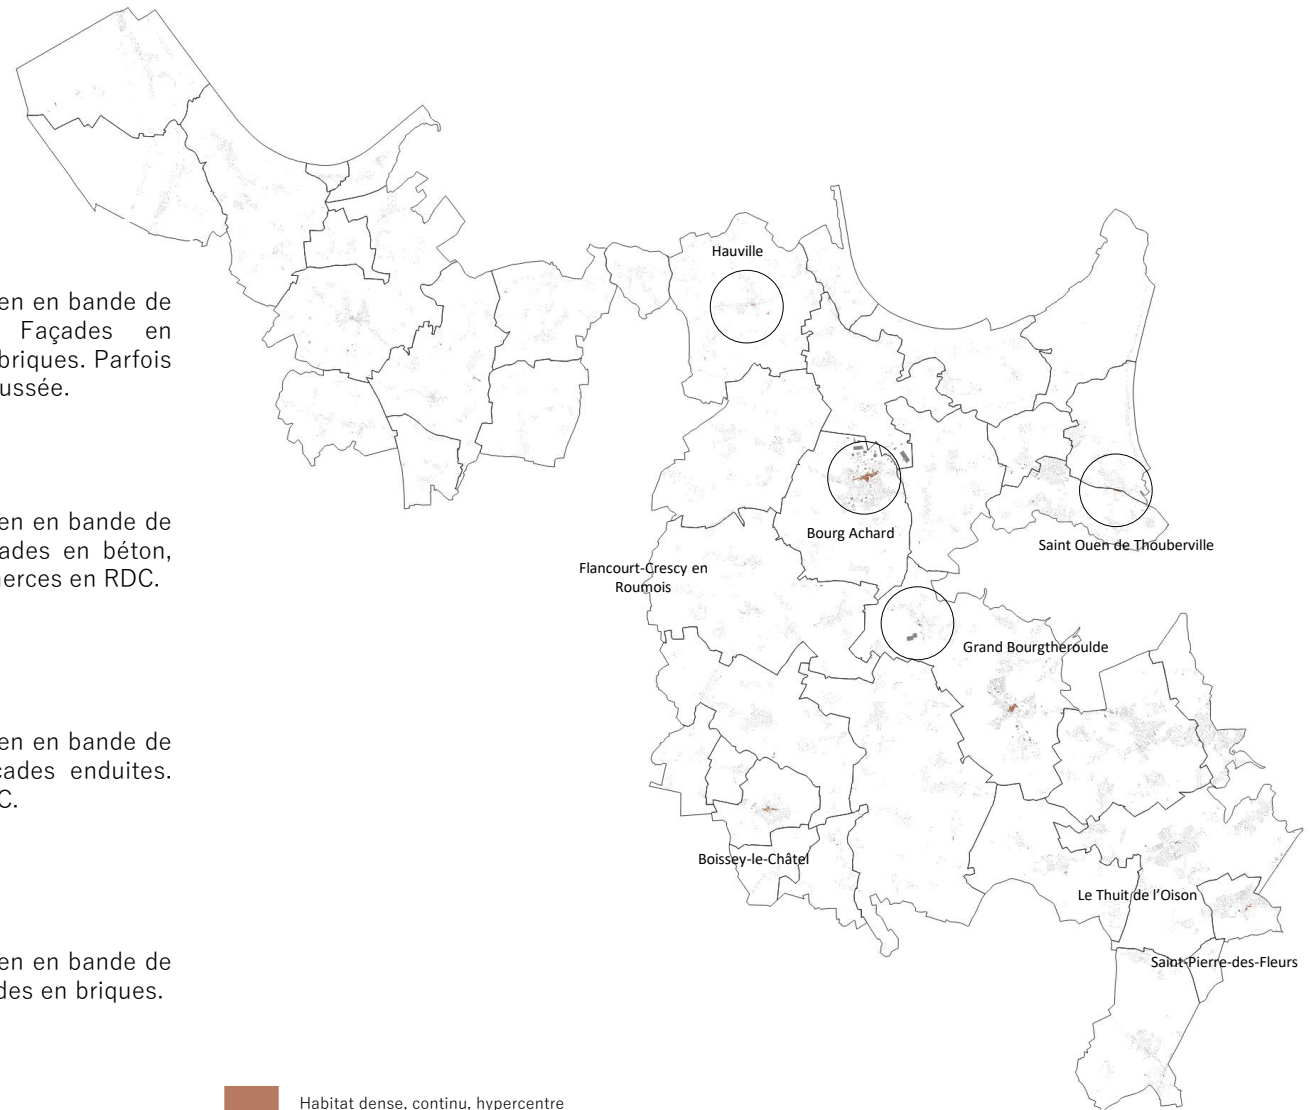 en en bande de
Façades en
briques. Parfois
ussée.
en en bande de
ades en béton,
nerces en RDC.
en en bande de
çades enduites.
C.
en en bande de
des en briques.
Hauville
Bourg Achard
Saint Ouen de Thouberville
Flancourt-Crescy en
Roumois
Grand Bourgtheroulde
Boissey-le-Châtel
Le Thuit de l'Oison
Saint-Pierre-des-Fleurs
Habitat dense, continu, hypercentre